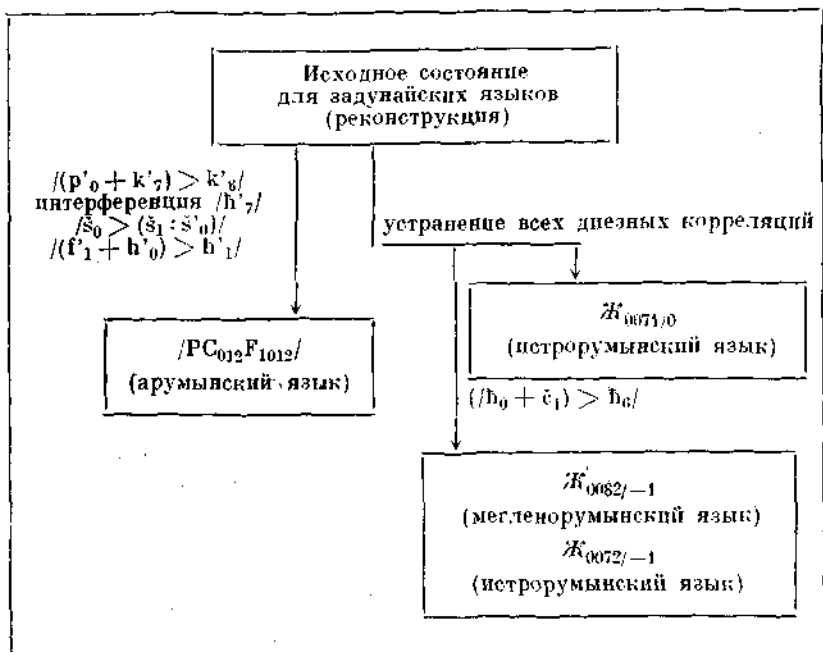 Исходное состояние
для задунайских языков
(реконструкция)
/(p'₀ + k'₇) > k'₈/
интерференция /ħ'₇/
/š₀ > (š₁ : š'₀)/
/(f'₁ + h'₀) > h'₁/
устранение всех диезных корреляций
/PC₀₁₂F₁₀₁₂/
(арумынский язык)
Ж₀₀₇₁/₀
(истрорумынский язык)
(/ħ₀ + č₁) > ħ₆/
Ж₀₀₈₂/₋₁
(мегленорумынский язык)
Ж₀₀₇₂/₋₁
(истрорумынский язык)